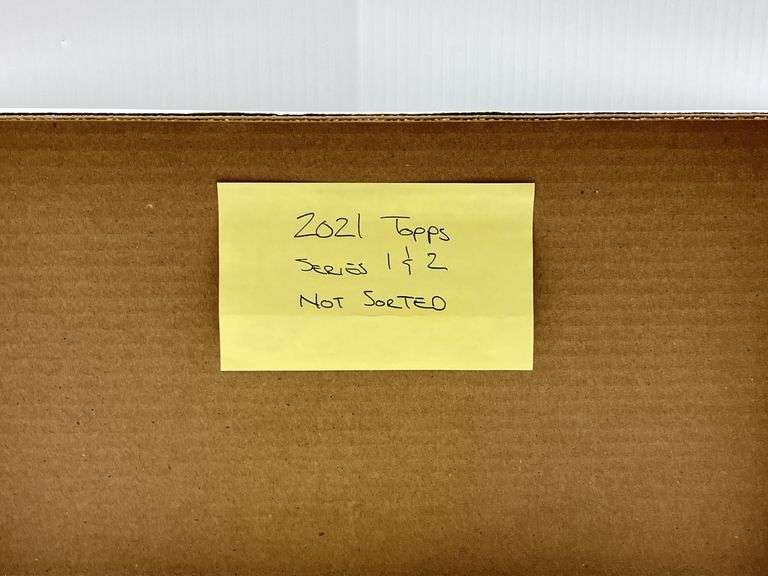 2021 Topps
SERIES 1 & 2
NOT SORTED